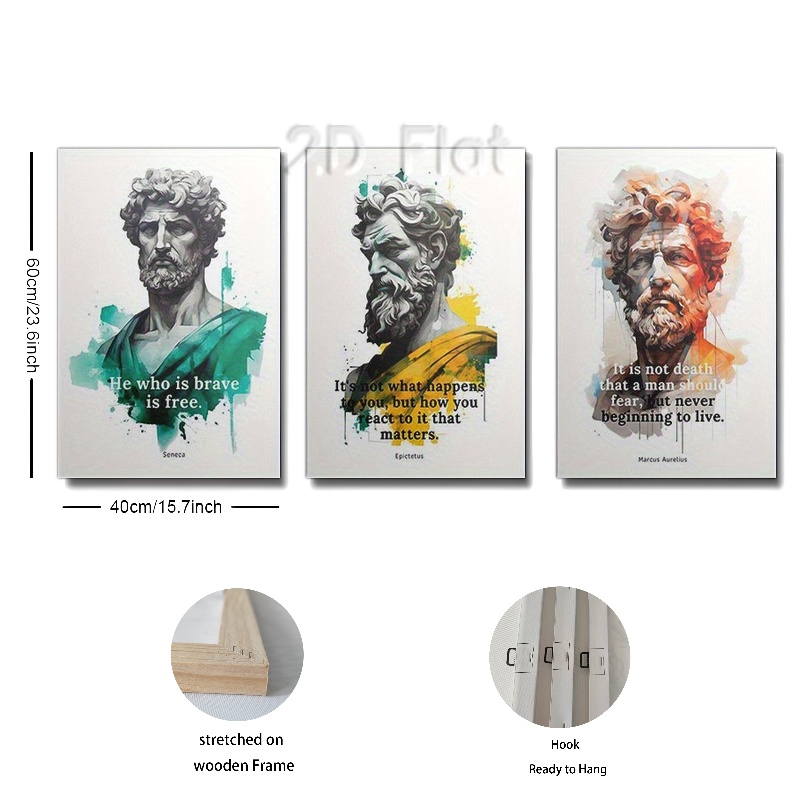 2D Flat
60cm/23.6inch
He who is brave
is free.
Seneca
It's not what happens
to you, but how you
react to it that
matters.
Epictetus
It is not death
that a man should
fear, but never
beginning to live.
Marcus Aurelius
40cm/15.7inch
stretched on
wooden Frame
Hook
Ready to Hang